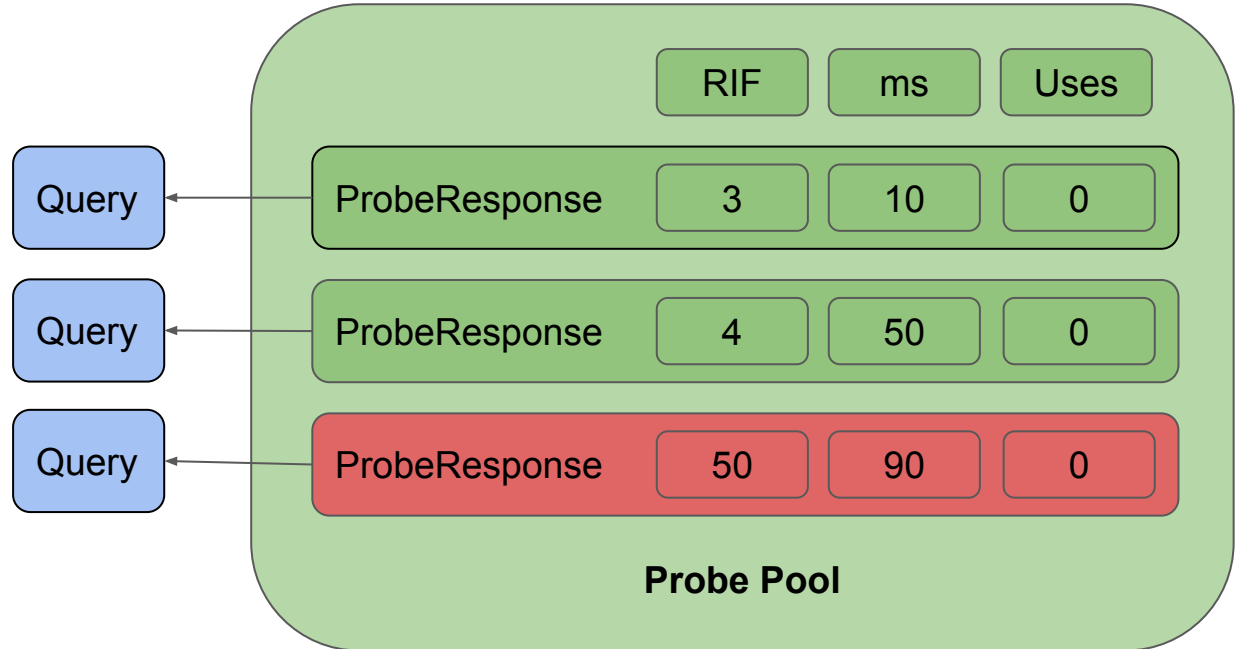 RIF ms Uses
Query ProbeResponse 3 10 0
Query ProbeResponse 4 50 0
Query ProbeResponse 50 90 0
Probe Pool